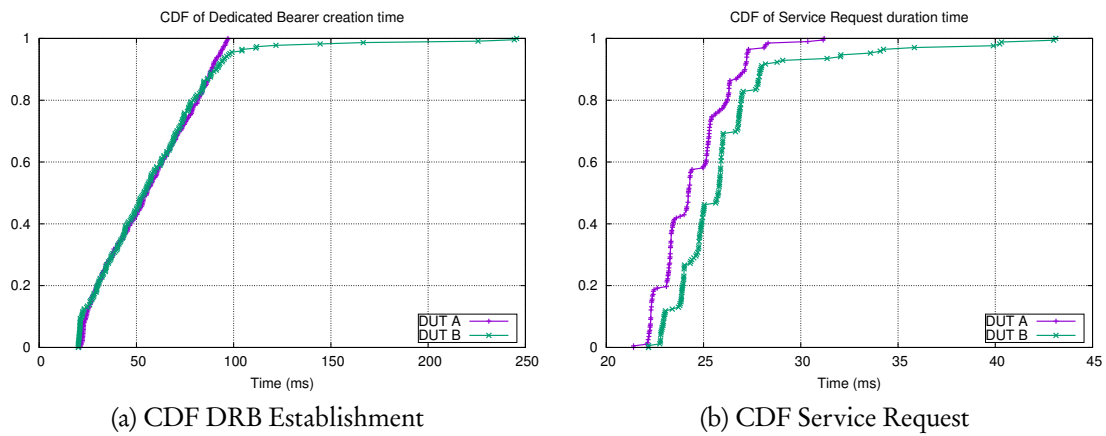 CDF of Dedicated Bearer creation time
1
0.8
0.6
0.4
0.2
0
0 50 100 150 200 250
Time (ms)
DUT A
DUT B
(a) CDF DRB Establishment
CDF of Service Request duration time
1
0.8
0.6
0.4
0.2
0
20 25 30 35 40 45
Time (ms)
DUT A
DUT B
(b) CDF Service Request